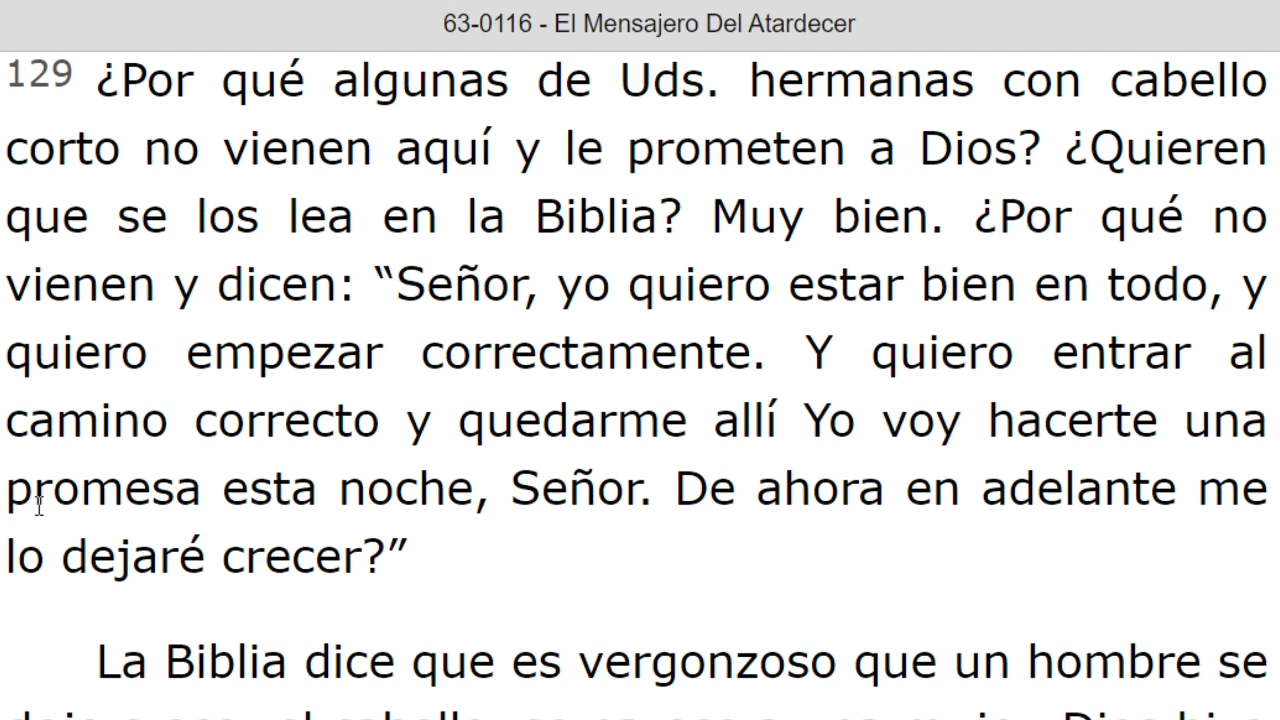 63-0116 - El Mensajero Del Atardecer
129 ¿Por qué algunas de Uds. hermanas con cabello
corto no vienen aquí y le prometen a Dios? ¿Quieren
que se los lea en la Biblia? Muy bien. ¿Por qué no
vienen y dicen: “Señor, yo quiero estar bien en todo, y
quiero empezar correctamente. Y quiero entrar al
camino correcto y quedarme allí Yo voy hacerte una
promesa esta noche, Señor. De ahora en adelante me
lo dejaré crecer?”
La Biblia dice que es vergonzoso que un hombre se